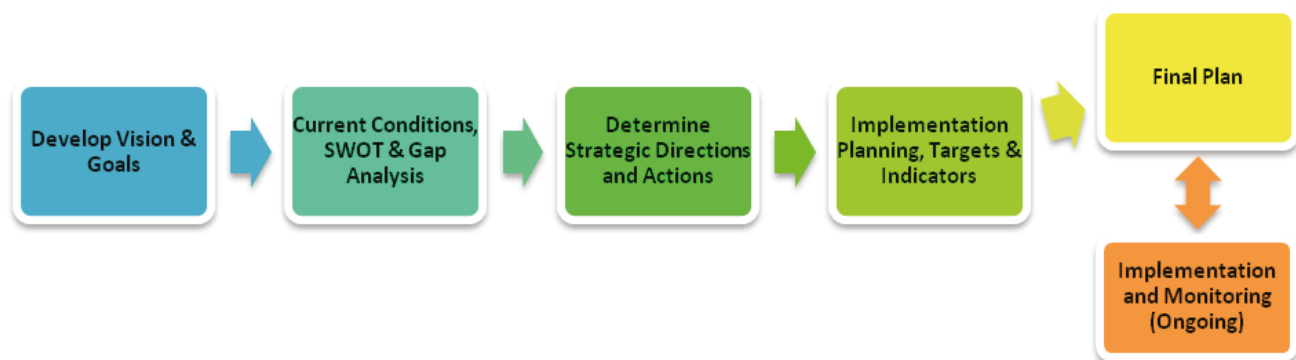 Develop Vision &
Goals
Current Conditions,
SWOT & Gap
Analysis
Determine
Strategic Directions
and Actions
Implementation
Planning, Targets &
Indicators
Final Plan
Implementation
and Monitoring
(Ongoing)